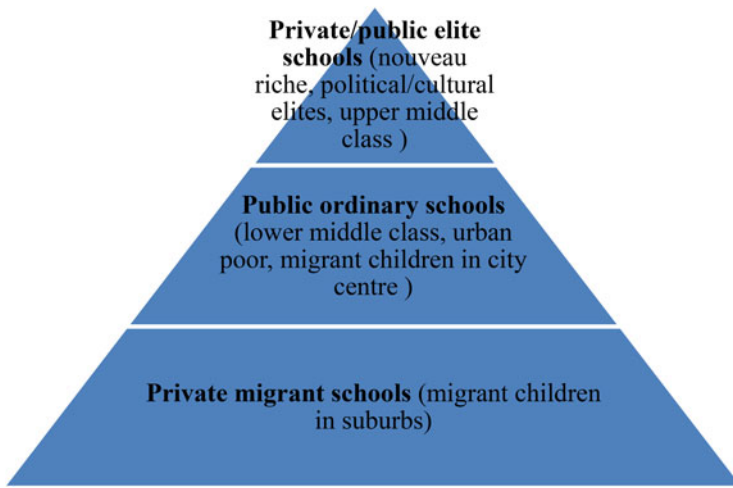 Private/public elite
schools (nouveau
riche, political/cultural
elites, upper middle
class )
Public ordinary schools
(lower middle class, urban
poor, migrant children in city
centre )
Private migrant schools (migrant children
in suburbs)